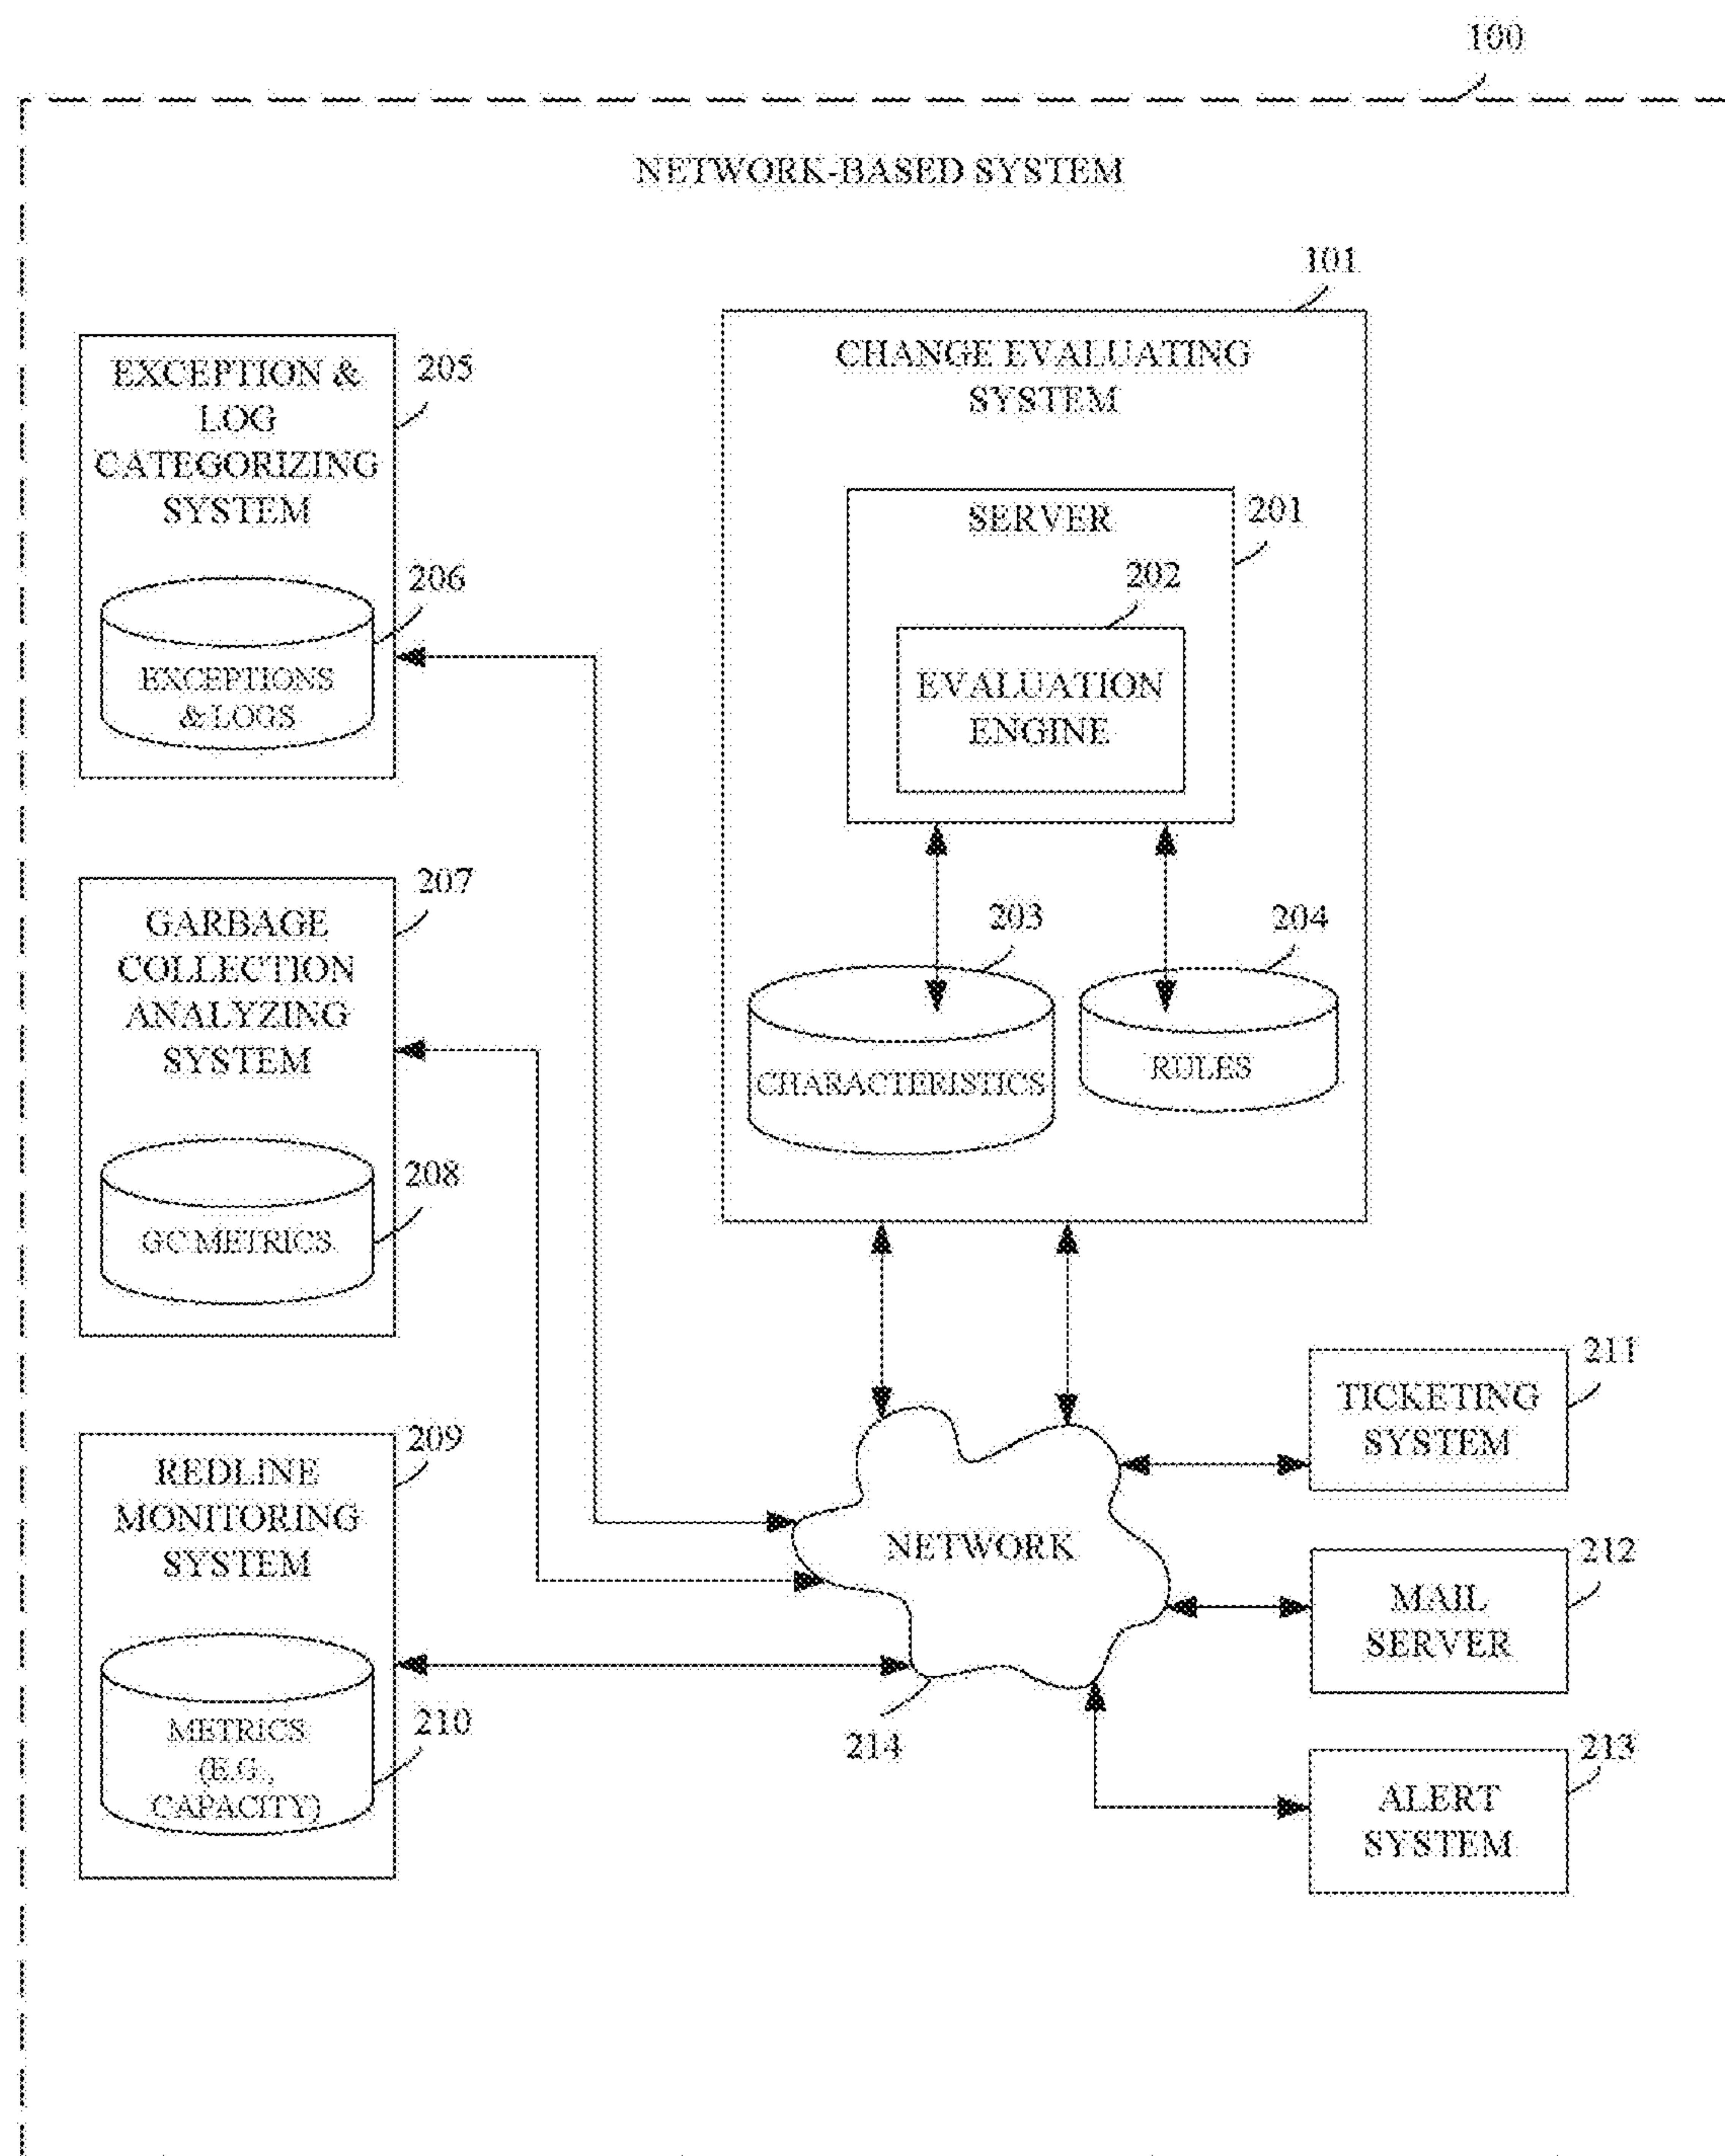 100
NETWORK-BASED SYSTEM
101
CHANGE EVALUATING
SYSTEM
EXCEPTION &
LOG
CATEGORIZING
SYSTEM
205
206
EXCEPTIONS
& LOGS
SERVER
201
202
EVALUATION
ENGINE
203
204
CHARACTERISTICS
RULES
207
GARBAGE
COLLECTION
ANALYZING
SYSTEM
208
GC METRICS
209
REDLINE
MONITORING
SYSTEM
210
METRICS
(E.G.,
CAPACITY)
NETWORK
214
211
TICKETING
SYSTEM
212
MAIL
SERVER
213
ALERT
SYSTEM